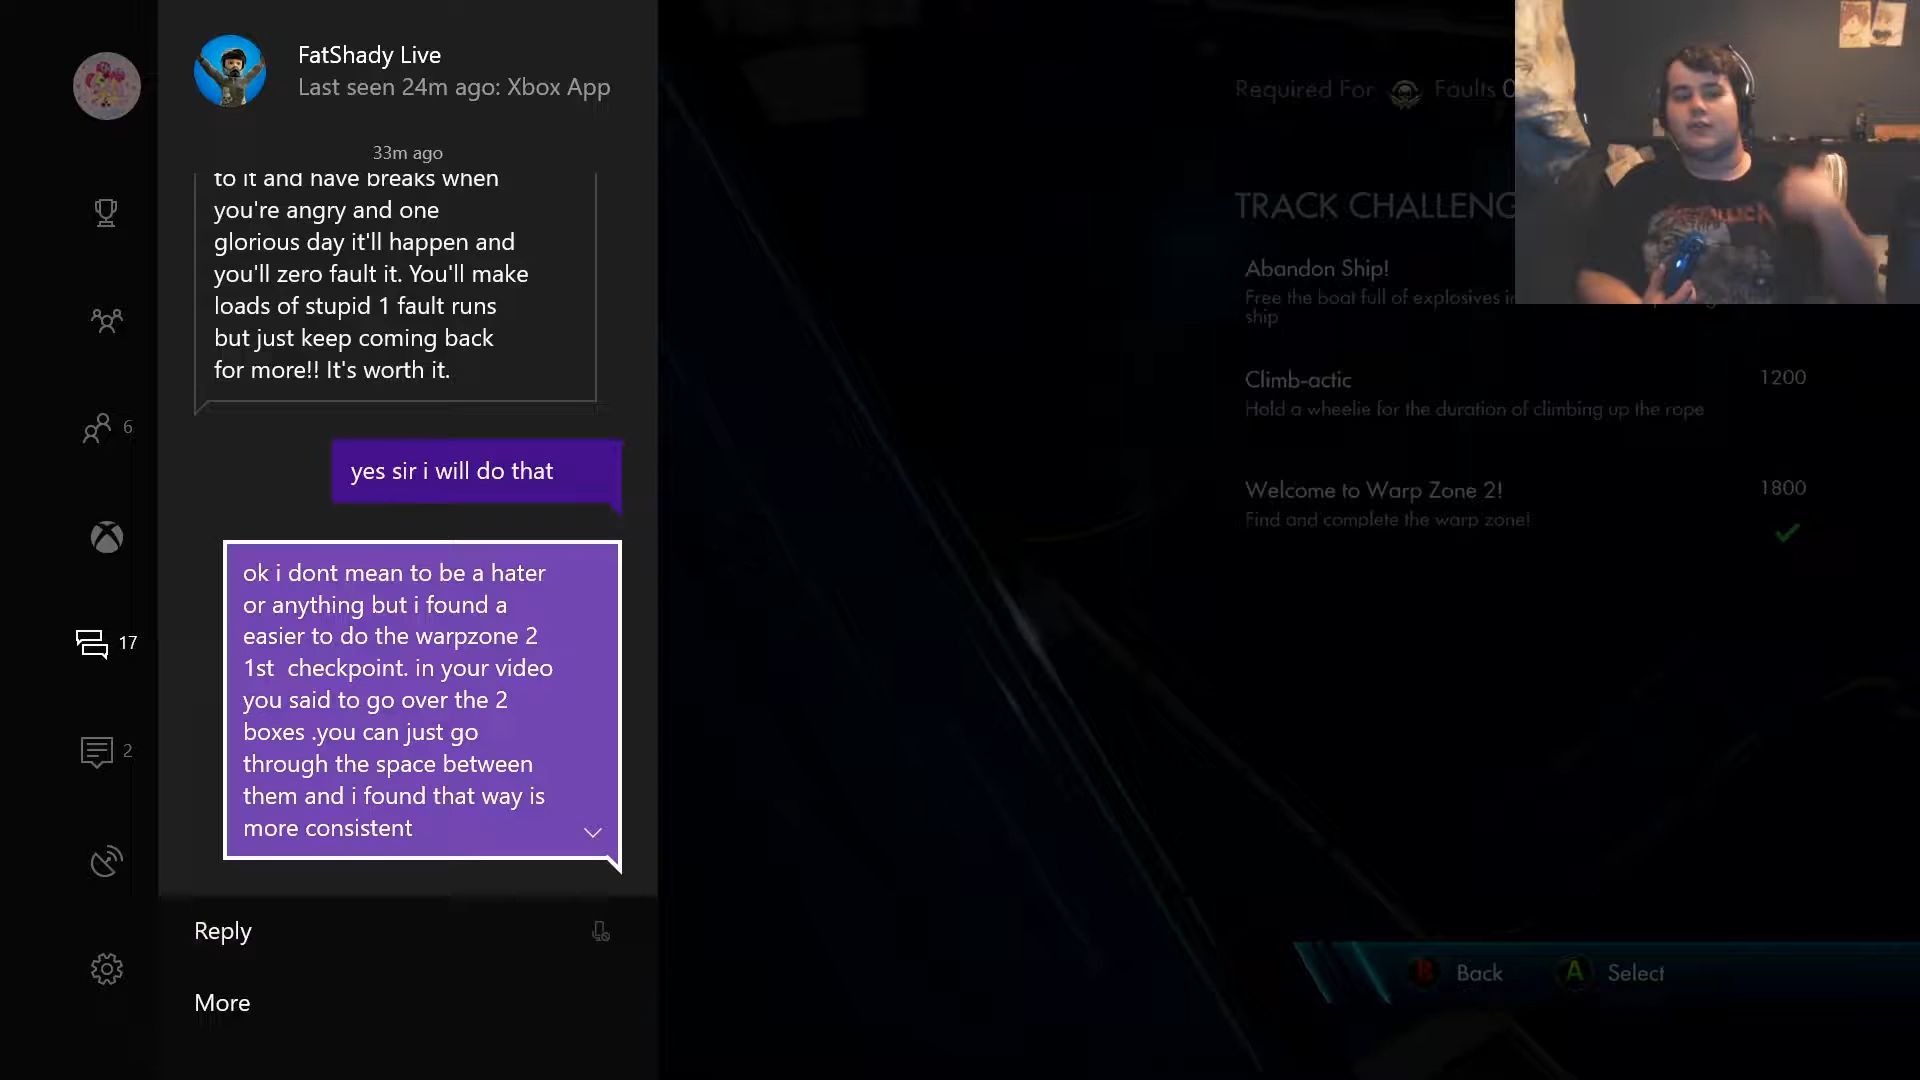 FatShady Live
Last seen 24m ago: Xbox App
33m ago
to it and have breaks when
you're angry and one
glorious day it'll happen and
you'll zero fault it. You'll make
loads of stupid 1 fault runs
but just keep coming back
for more!! It's worth it.
yes sir i will do that
ok i dont mean to be a hater
or anything but i found a
easier to do the warpzone 2
1st checkpoint. in your video
you said to go over the 2
boxes .you can just go
through the space between
them and i found that way is
more consistent
Reply
More
6
17
2
Required For Faults 0
TRACK CHALLENG
Abandon Ship!
Free the boat full of explosives
ship
Climb-actic 1200
Hold a wheelie for the duration of climbing up the rope
Welcome to Warp Zone 2! 1800
Find and complete the warp zone!
METALLICA
B Back A Select